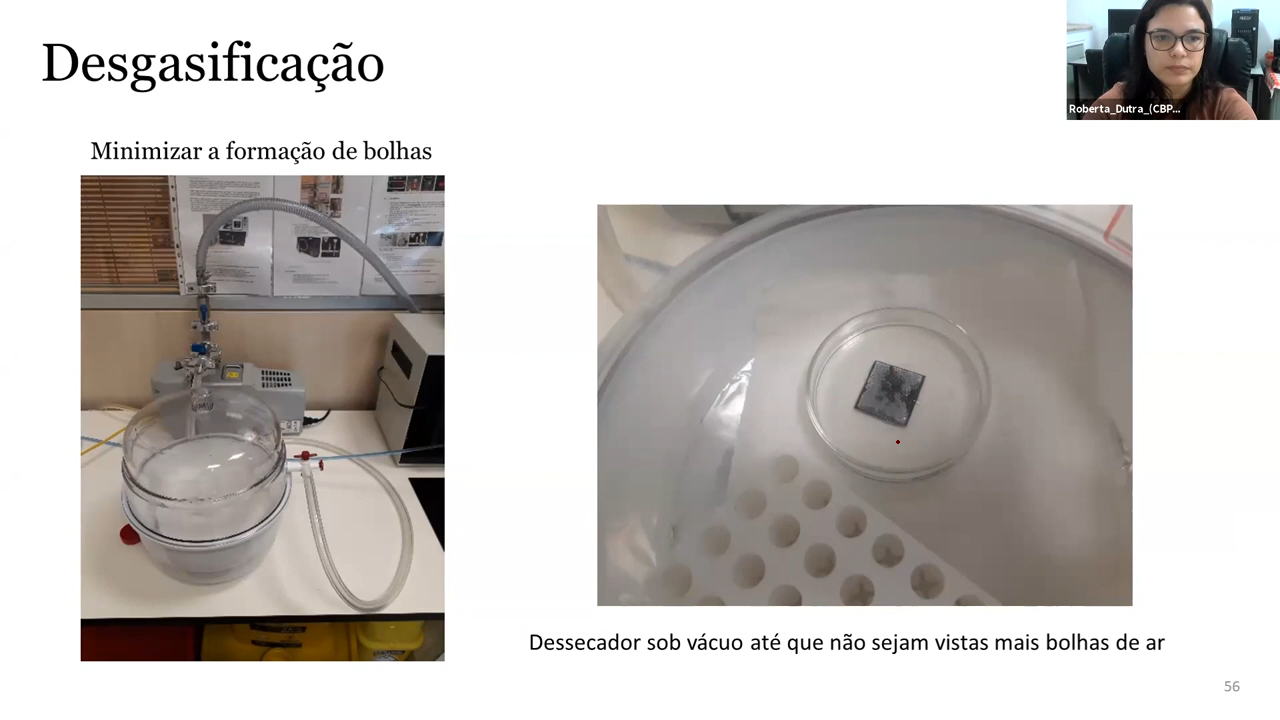 Desgasificação
Roberta_Dutra_(CBP...
Minimizar a formação de bolhas
Dessecador sob vácuo até que não sejam vistas mais bolhas de ar
56